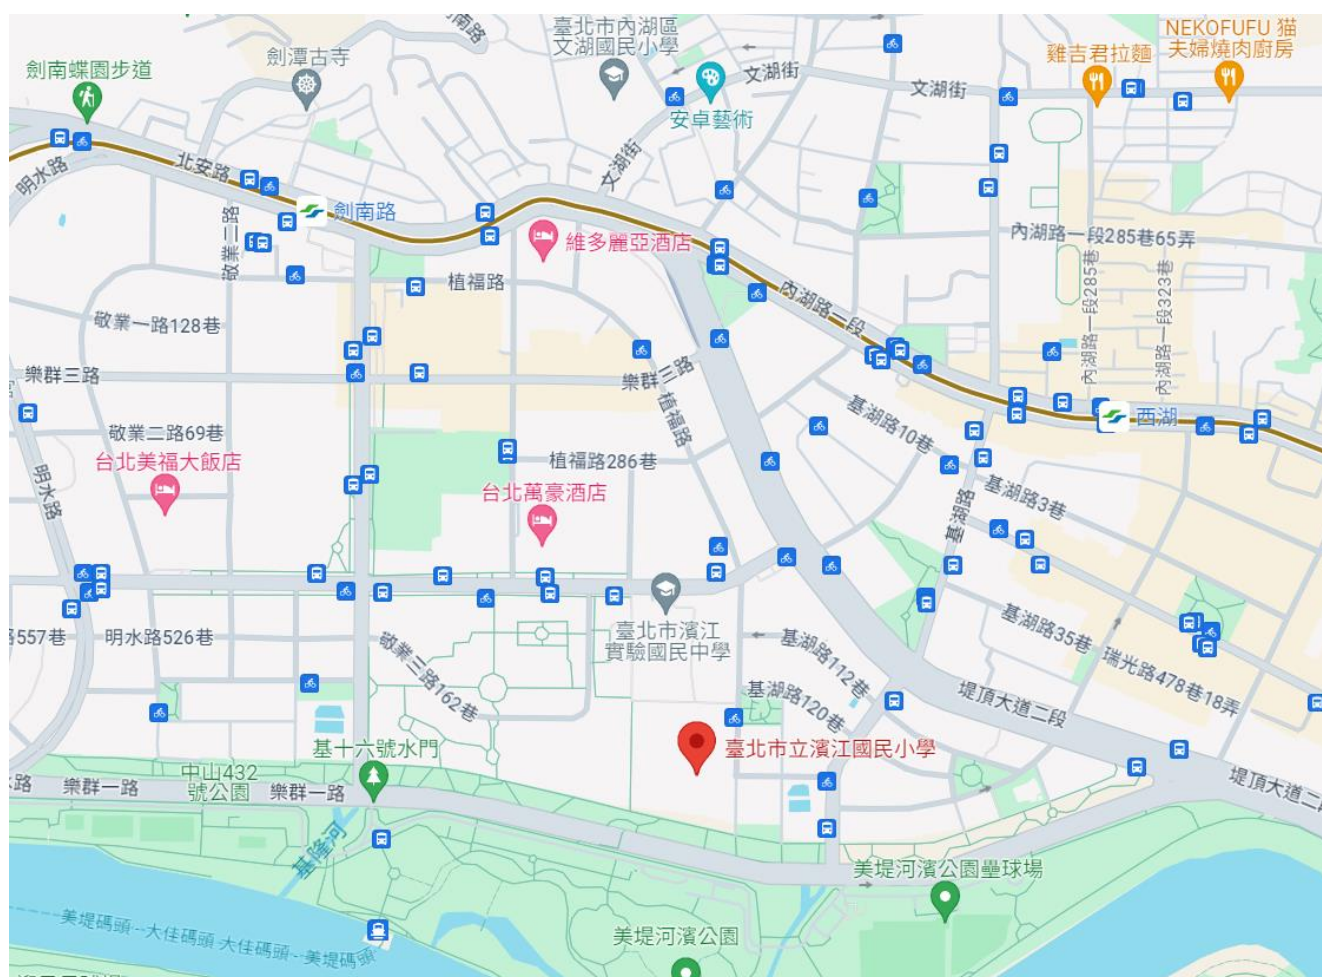 劍南路
臺北市內湖區
文湖國民小學
NEKOFUFU 猫
夫婦燒肉廚房
劍潭古寺
雞吉君拉麵
劍南蝶園步道
文湖街
文湖街
安卓藝術
北安路
明水路
文湖街
劍南路
敬業二路
維多麗亞酒店
內湖路一段285巷65弄
植福路
內湖路一段
內湖路一段285巷
內湖路一段323巷
敬業一路128巷
樂群三路
樂群二路
植福路
基湖路10巷
西湖
敬業二路69巷
台北美福大飯店
植福路286巷
明水路
台北萬豪酒店
基湖路3巷
基湖路
臺北市濱江
實驗國民中學
557巷
明水路526巷
敬業三路162巷
基湖路112巷
基湖路35巷
瑞光路478巷18弄
基湖路120巷
堤頂大道二段
基十六號水門
臺北市立濱江國民小學
中山432
號公園
水路
樂群一路
樂群一路
堤頂大道二段
基隆河
美堤河濱公園壘球場
美堤碼頭--大佳碼頭
大佳碼頭--美堤碼頭
美堤河濱公園